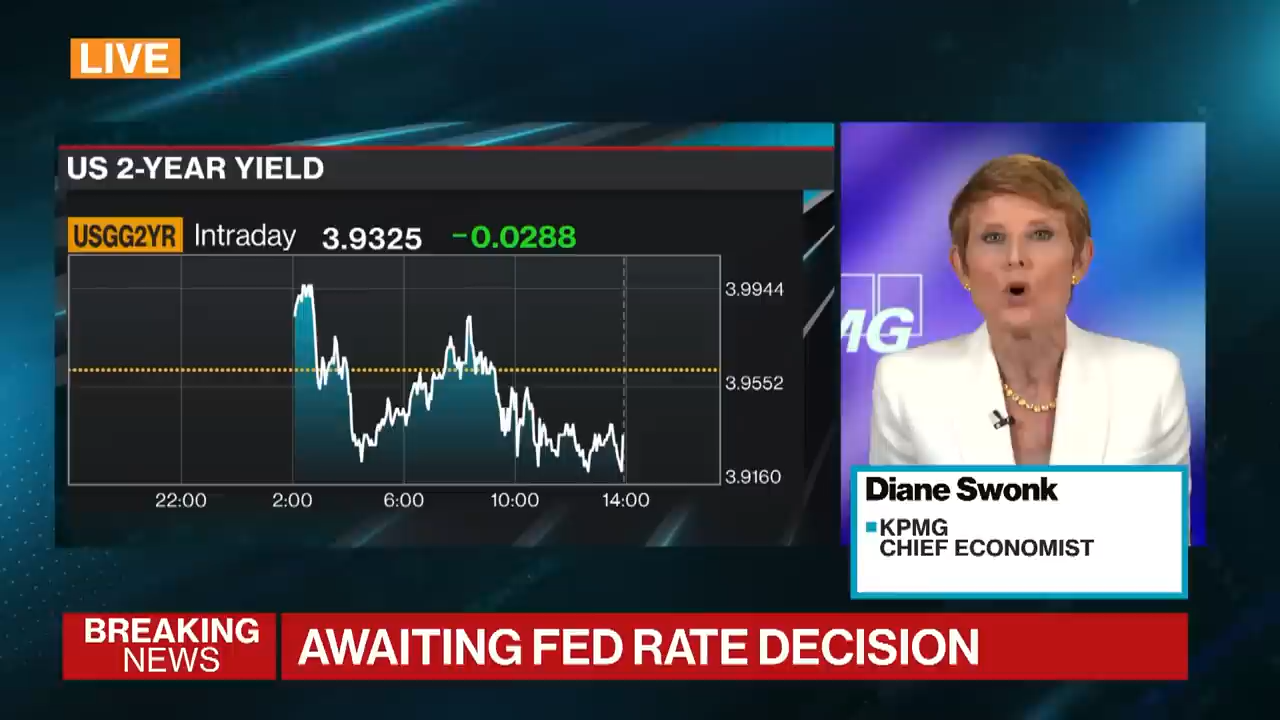 LIVE
US 2-YEAR YIELD
USGG2YR Intraday 3.9325 -0.0288
3.9944
3.9552
3.9160
22:00 2:00 6:00 10:00 14:00
MG
Diane Swonk
KPMG
CHIEF ECONOMIST
BREAKING
NEWS
AWAITING FED RATE DECISION